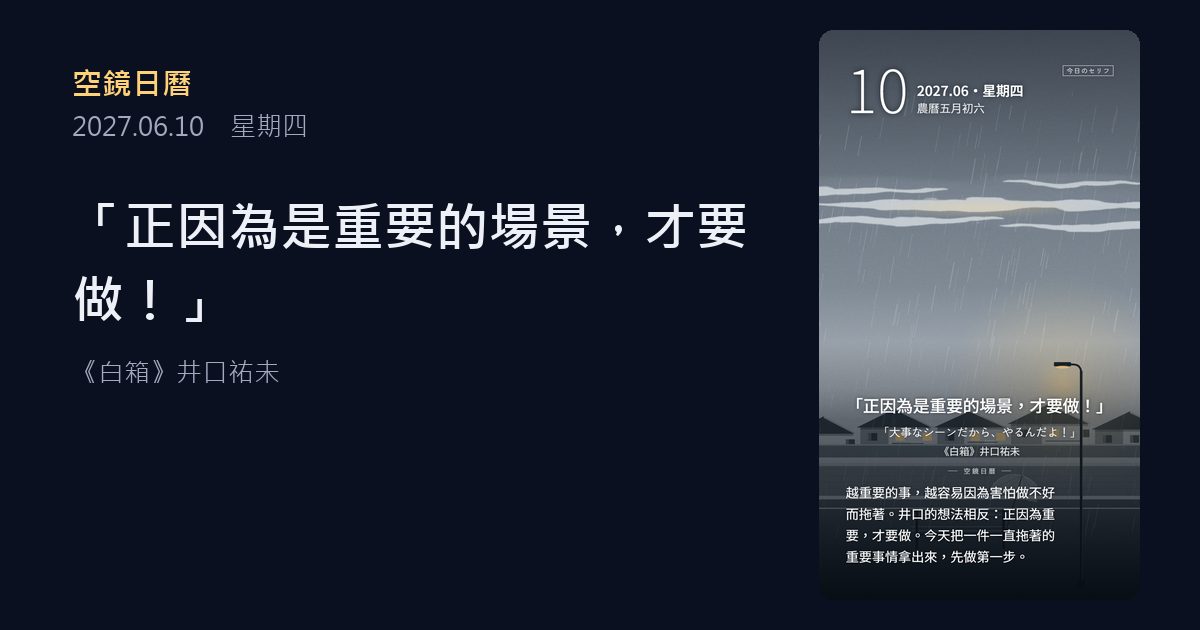 空鏡日曆
2027.06.10 星期四
「正因為是重要的場景，才要
做！」
《白箱》井口祐未
今日のセリフ
10
2027.06・星期四
農曆五月初六
「正因為是重要的場景，才要做！」
「大事なシーンだから、やるんだよ！」
《白箱》井口祐未
— 空鏡日曆 —
越重要的事，越容易因為害怕做不好
而拖著。井口的想法相反：正因為重
要，才要做。今天把一件一直拖著的
重要事情拿出來，先做第一步。